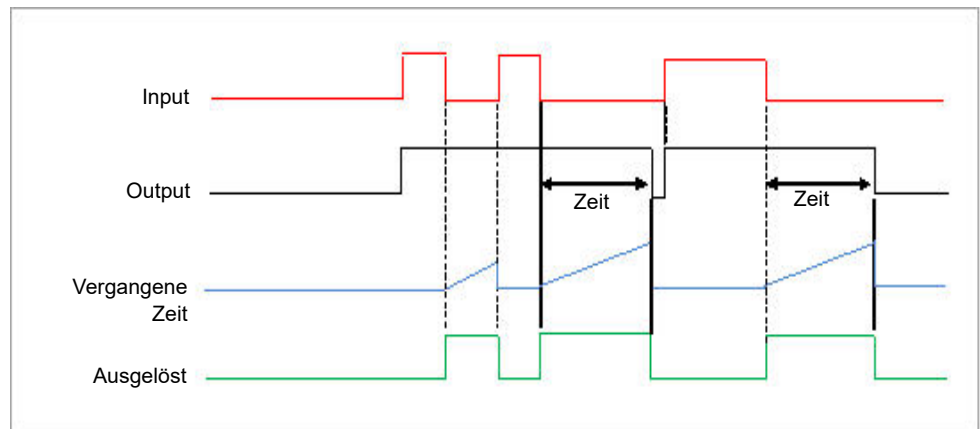 Input
Output
Zeit
Zeit
Vergangene
Zeit
Ausgelöst